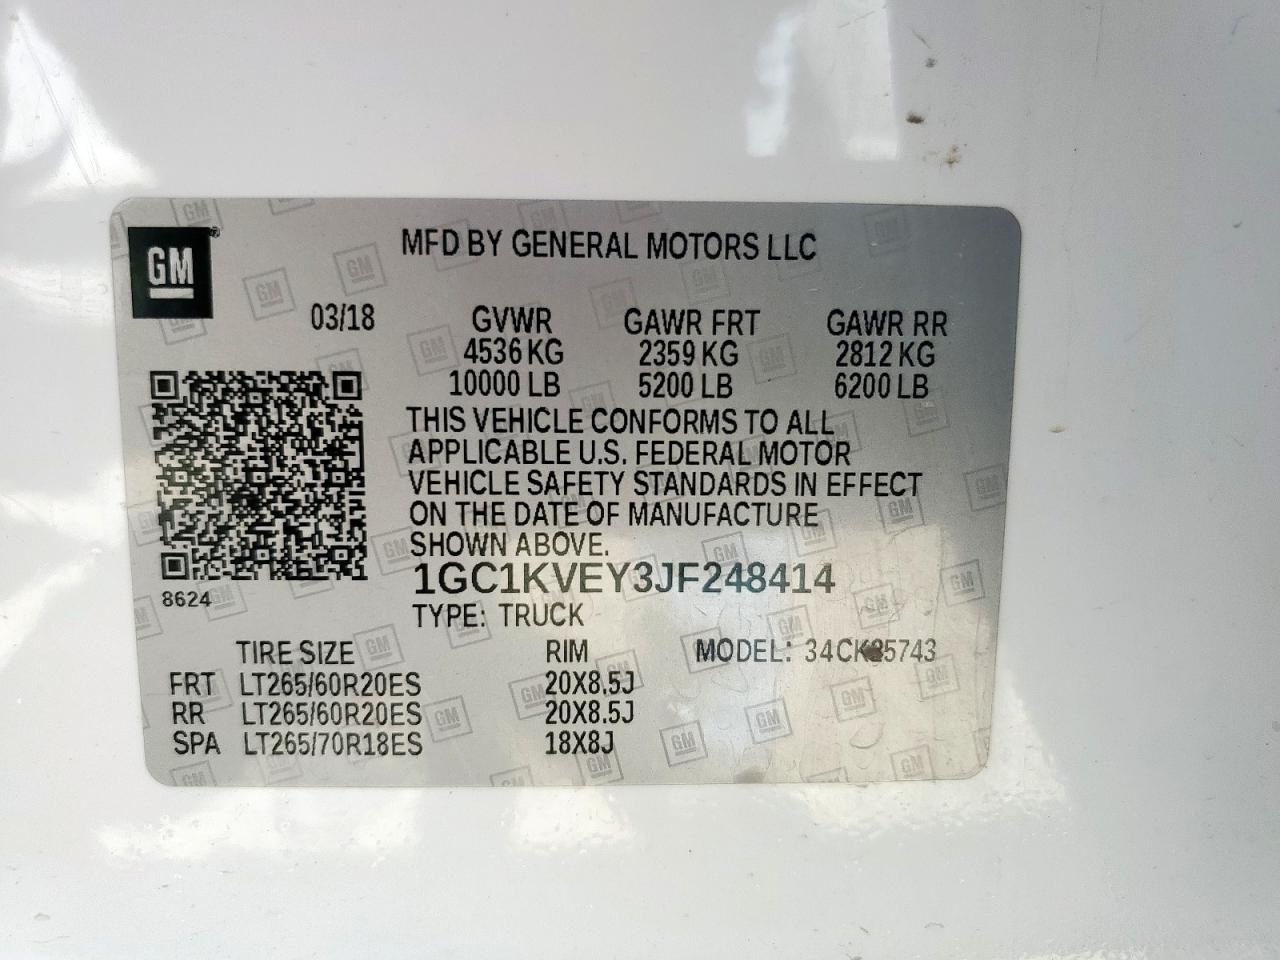 GM
MFD BY GENERAL MOTORS LLC
03/18 GVWR GAWR FRT GAWR RR
4536 KG 2359 KG 2812 KG
10000 LB 5200 LB 6200 LB
THIS VEHICLE CONFORMS TO ALL
APPLICABLE U.S. FEDERAL MOTOR
VEHICLE SAFETY STANDARDS IN EFFECT
ON THE DATE OF MANUFACTURE
SHOWN ABOVE.
8624
1GC1KVEY3JF248414
TYPE: TRUCK
TIRE SIZE RIM MODEL:
FRT LT265/60R20ES 20X8.5J
RR LT265/60R20ES 20X8.5J
SPA LT265/70R18ES 18X8J